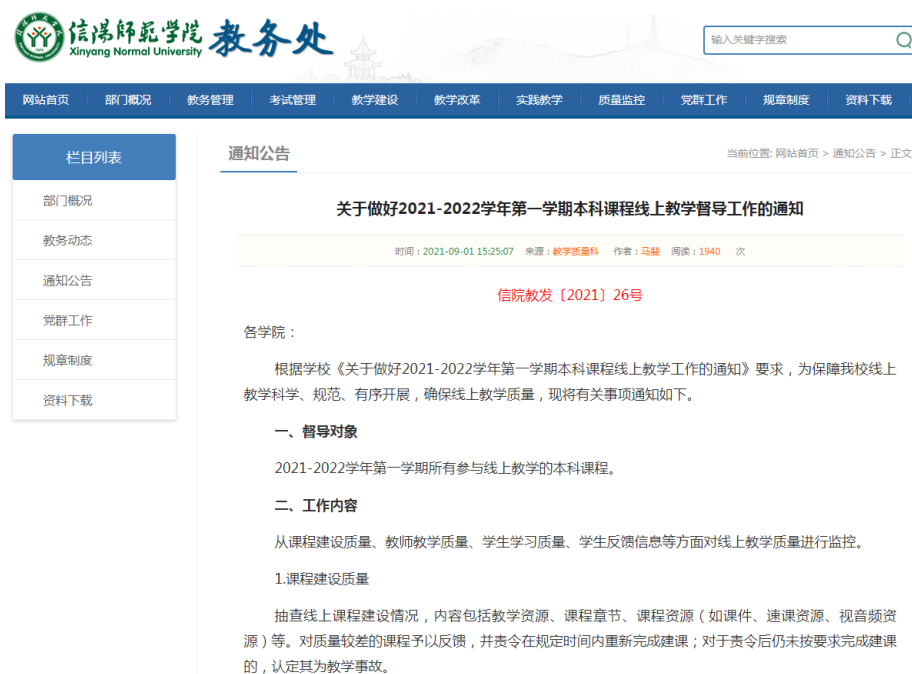 信阳师范学院 教务处
Xinyang Normal University
输入关键字搜索
网站首页 部门概况 教务管理 考试管理 教学建设 教学改革 实践教学 质量监控 党群工作 规章制度 资料下载
栏目列表
部门概况
教务动态
通知公告
党群工作
规章制度
资料下载
通知公告
当前位置: 网站首页 > 通知公告 > 正文
关于做好2021-2022学年第一学期本科课程线上教学督导工作的通知
时间：2021-09-01 15:25:07 来源：教学质量科 作者：马斐 阅读：1940 次
信院教发〔2021〕26号
各学院：
根据学校《关于做好2021-2022学年第一学期本科课程线上教学工作的通知》要求，为保障我校线上
教学科学、规范、有序开展，确保线上教学质量，现将有关事项通知如下。
一、督导对象
2021-2022学年第一学期所有参与线上教学的本科课程。
二、工作内容
从课程建设质量、教师教学质量、学生学习质量、学生反馈信息等方面对线上教学质量进行监控。
1.课程建设质量
抽查线上课程建设情况，内容包括教学资源、课程章节、课程资源（如课件、速课资源、视音频资
源）等。对质量较差的课程予以反馈，并责令在规定时间内重新完成建课；对于责令后仍未按要求完成建课
的，认定其为教学事故。